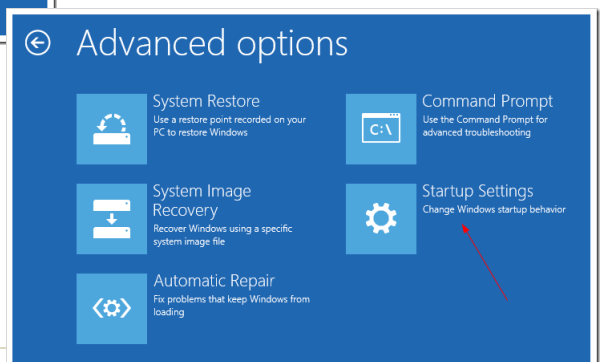 Advanced options
System Restore
Use a restore point recorded on your
PC to restore Windows
System Image
Recovery
Recover Windows using a specific
system image file
Automatic Repair
Fix problems that keep Windows from
loading
C:\
Command Prompt
Use the Command Prompt for
advanced troubleshooting
Startup Settings
Change Windows startup behavior